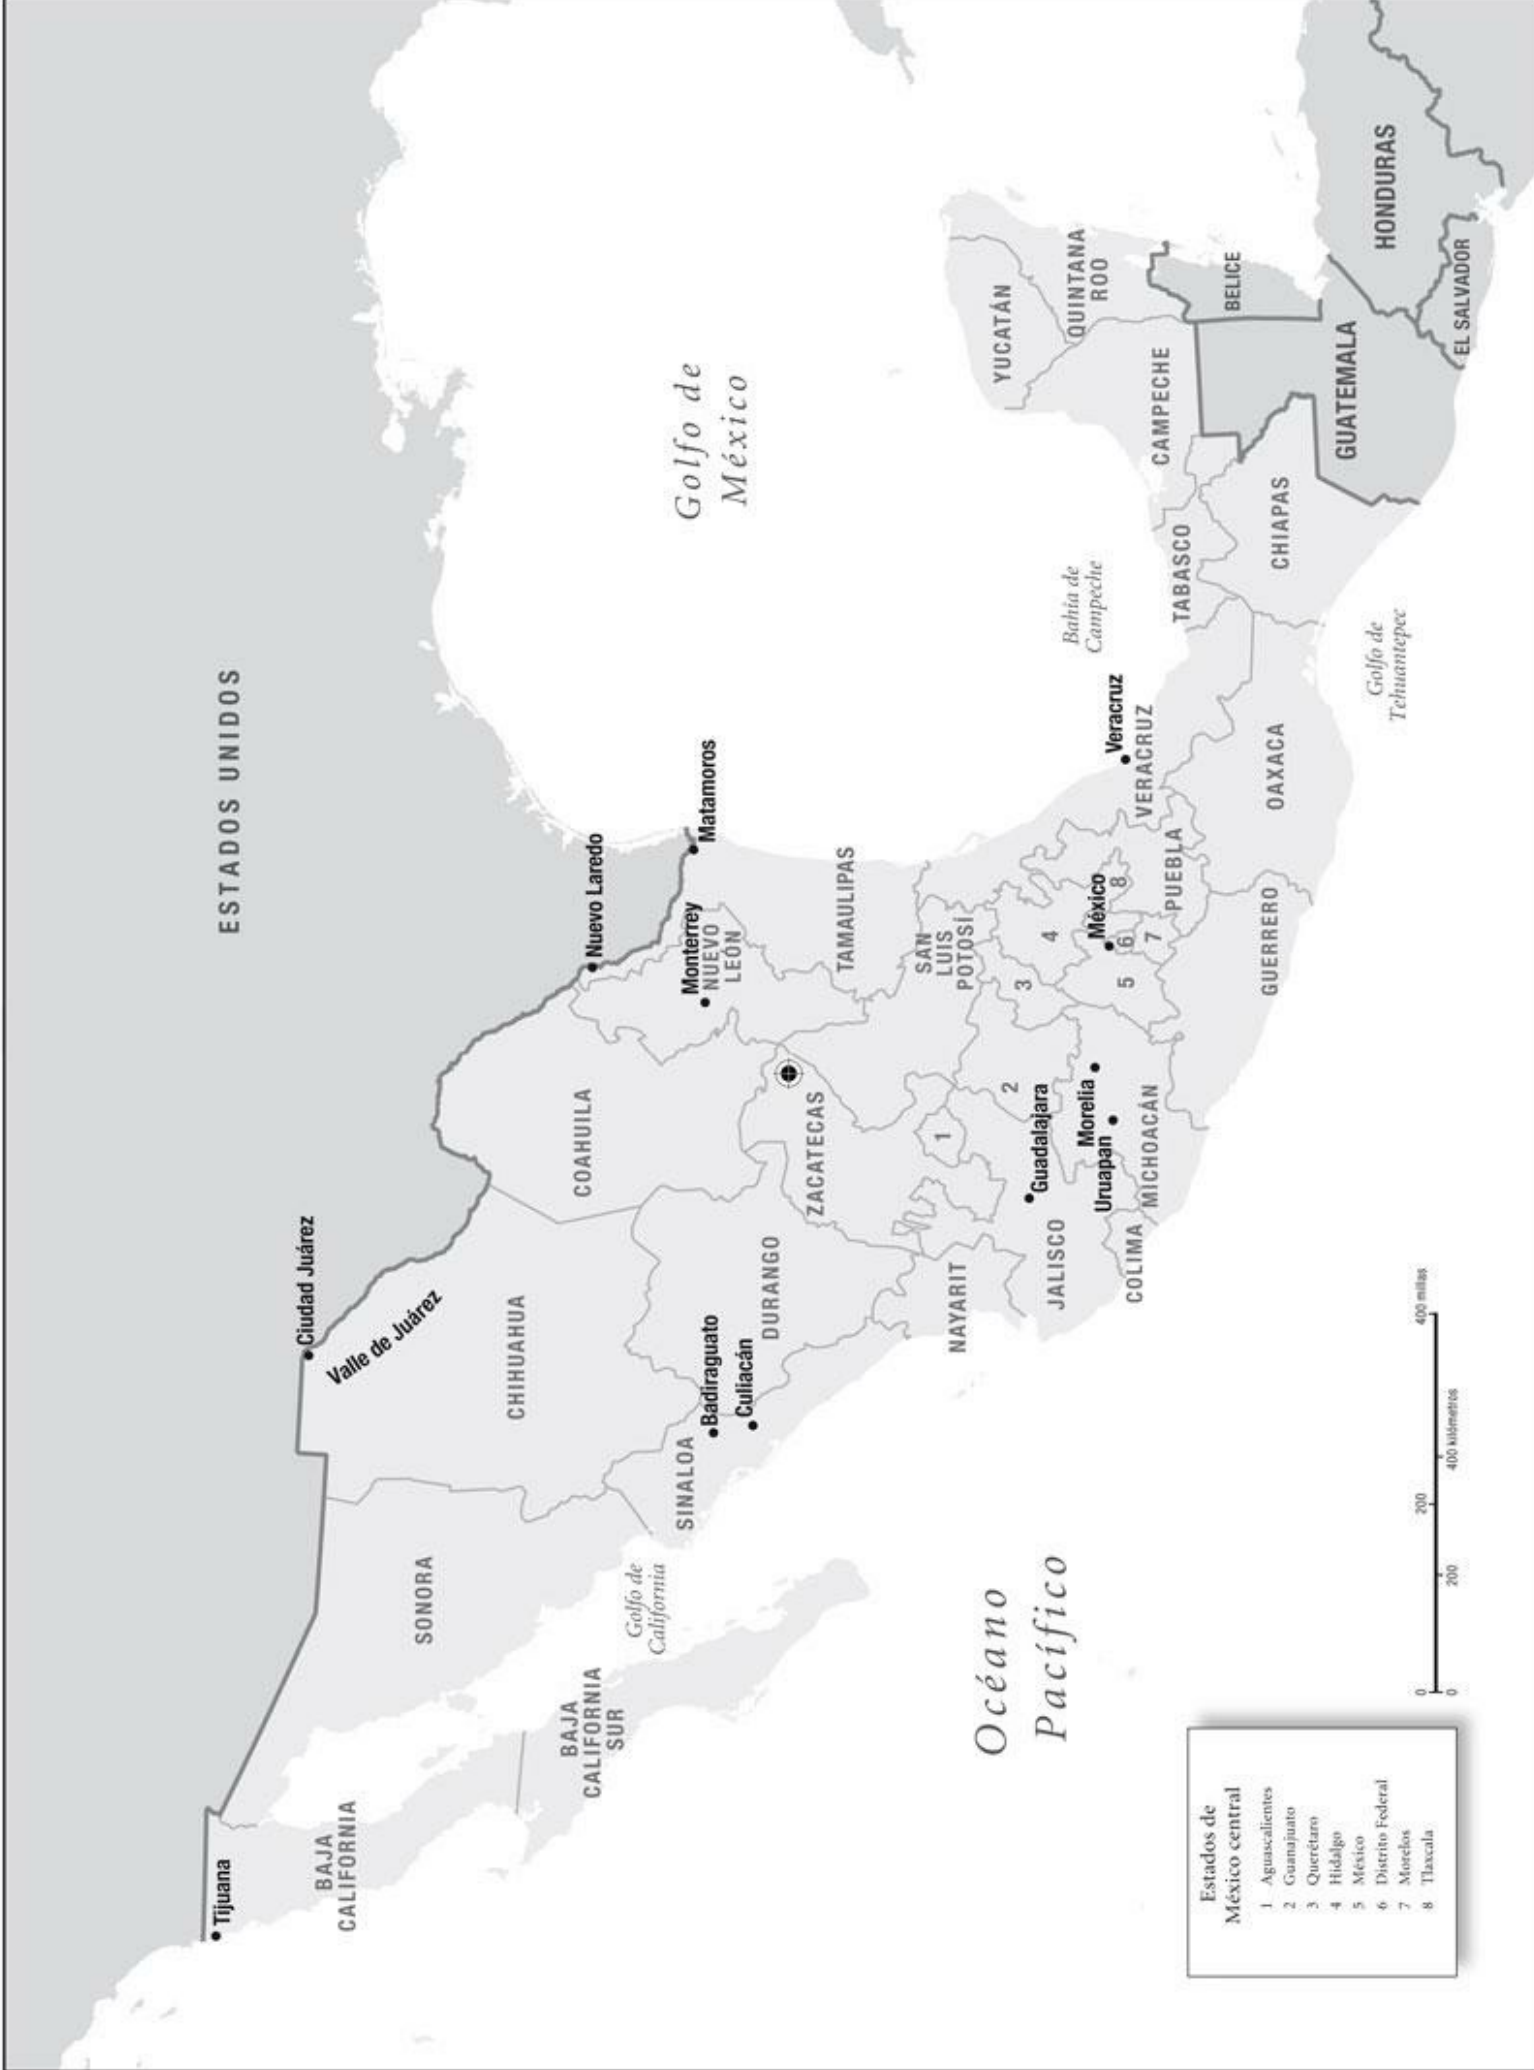 ESTADOS UNIDOS
Tijuana
BAJA
CALIFORNIA
SONORA
Ciudad Juárez
Valle de Juárez
CHIHUAHUA
COAHUILA
Nuevo Laredo
Monterrey
NUEVO
LEÓN
Matamoros
BAJA
CALIFORNIA
SUR
Golfo de
California
SINALOA
Badiraguato
Culiacán
DURANGO
ZACATECAS
TAMAULIPAS
SAN
LUIS
POTOSÍ
Golfo de
México
NAYARIT
JALISCO
Guadalajara
1
2
3
4
5
6
7
8
México
Morelia
Uruapan
COLIMA
MICHOACÁN
PUEBLA
Veracruz
VERACRUZ
GUERRERO
OAXACA
Bahía de
Campeche
TABASCO
CHIAPAS
CAMPECHE
YUCATÁN
QUINTANA
ROO
BELICE
GUATEMALA
HONDURAS
EL SALVADOR
Golfo de
Tehuantepec
Océano
Pacífico
Estados de
México central
1 Aguascalientes
2 Guanajuato
3 Querétaro
4 Hidalgo
5 México
6 Distrito Federal
7 Morelos
8 Tlaxcala
0 200 400 millas
0 200 400 kilómetros